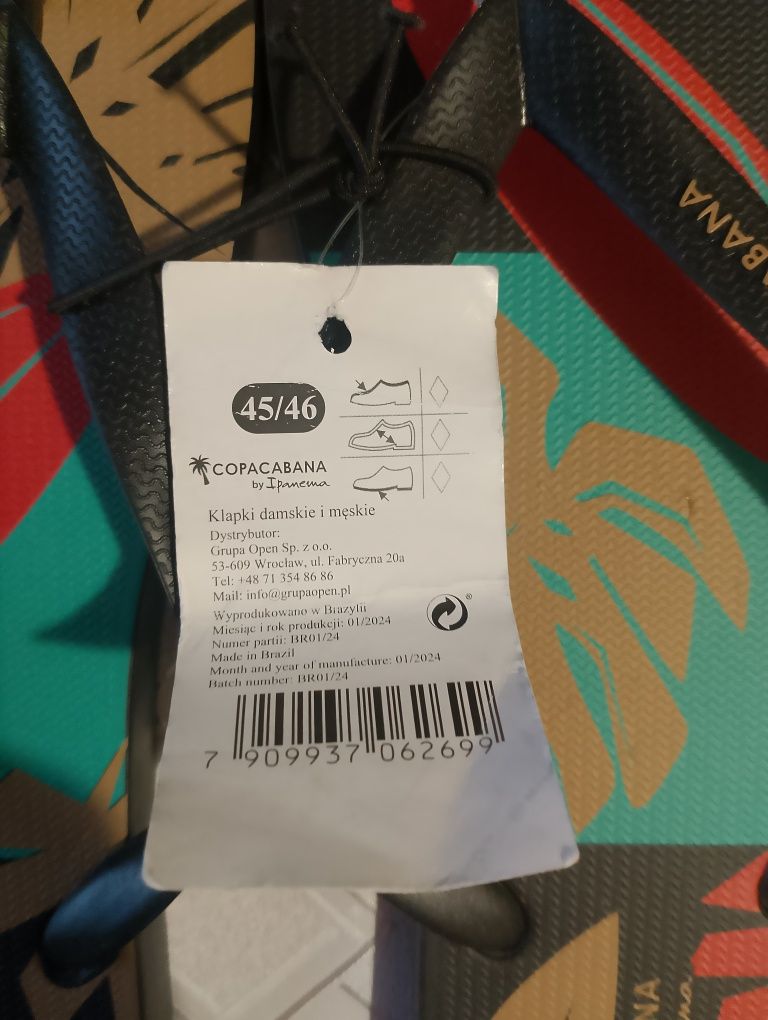 45/46
COPACABANA
by Ipanema
Klapki damskie i męskie
Dystrybutor:
Grupa Open Sp. z o.o.
53-609 Wrocław, ul. Fabryczna 20a
Tel: +48 71 354 86 86
Mail: info@grupaopen.pl
Wyprodukowano w Brazylii
Miesiąc i rok produkcji: 01/2024
Numer partii: BR01/24
Made in Brazil
Month and year of manufacture: 01/2024
Batch number: BR01/24
®
7 909937 062699
ABANA
ANA